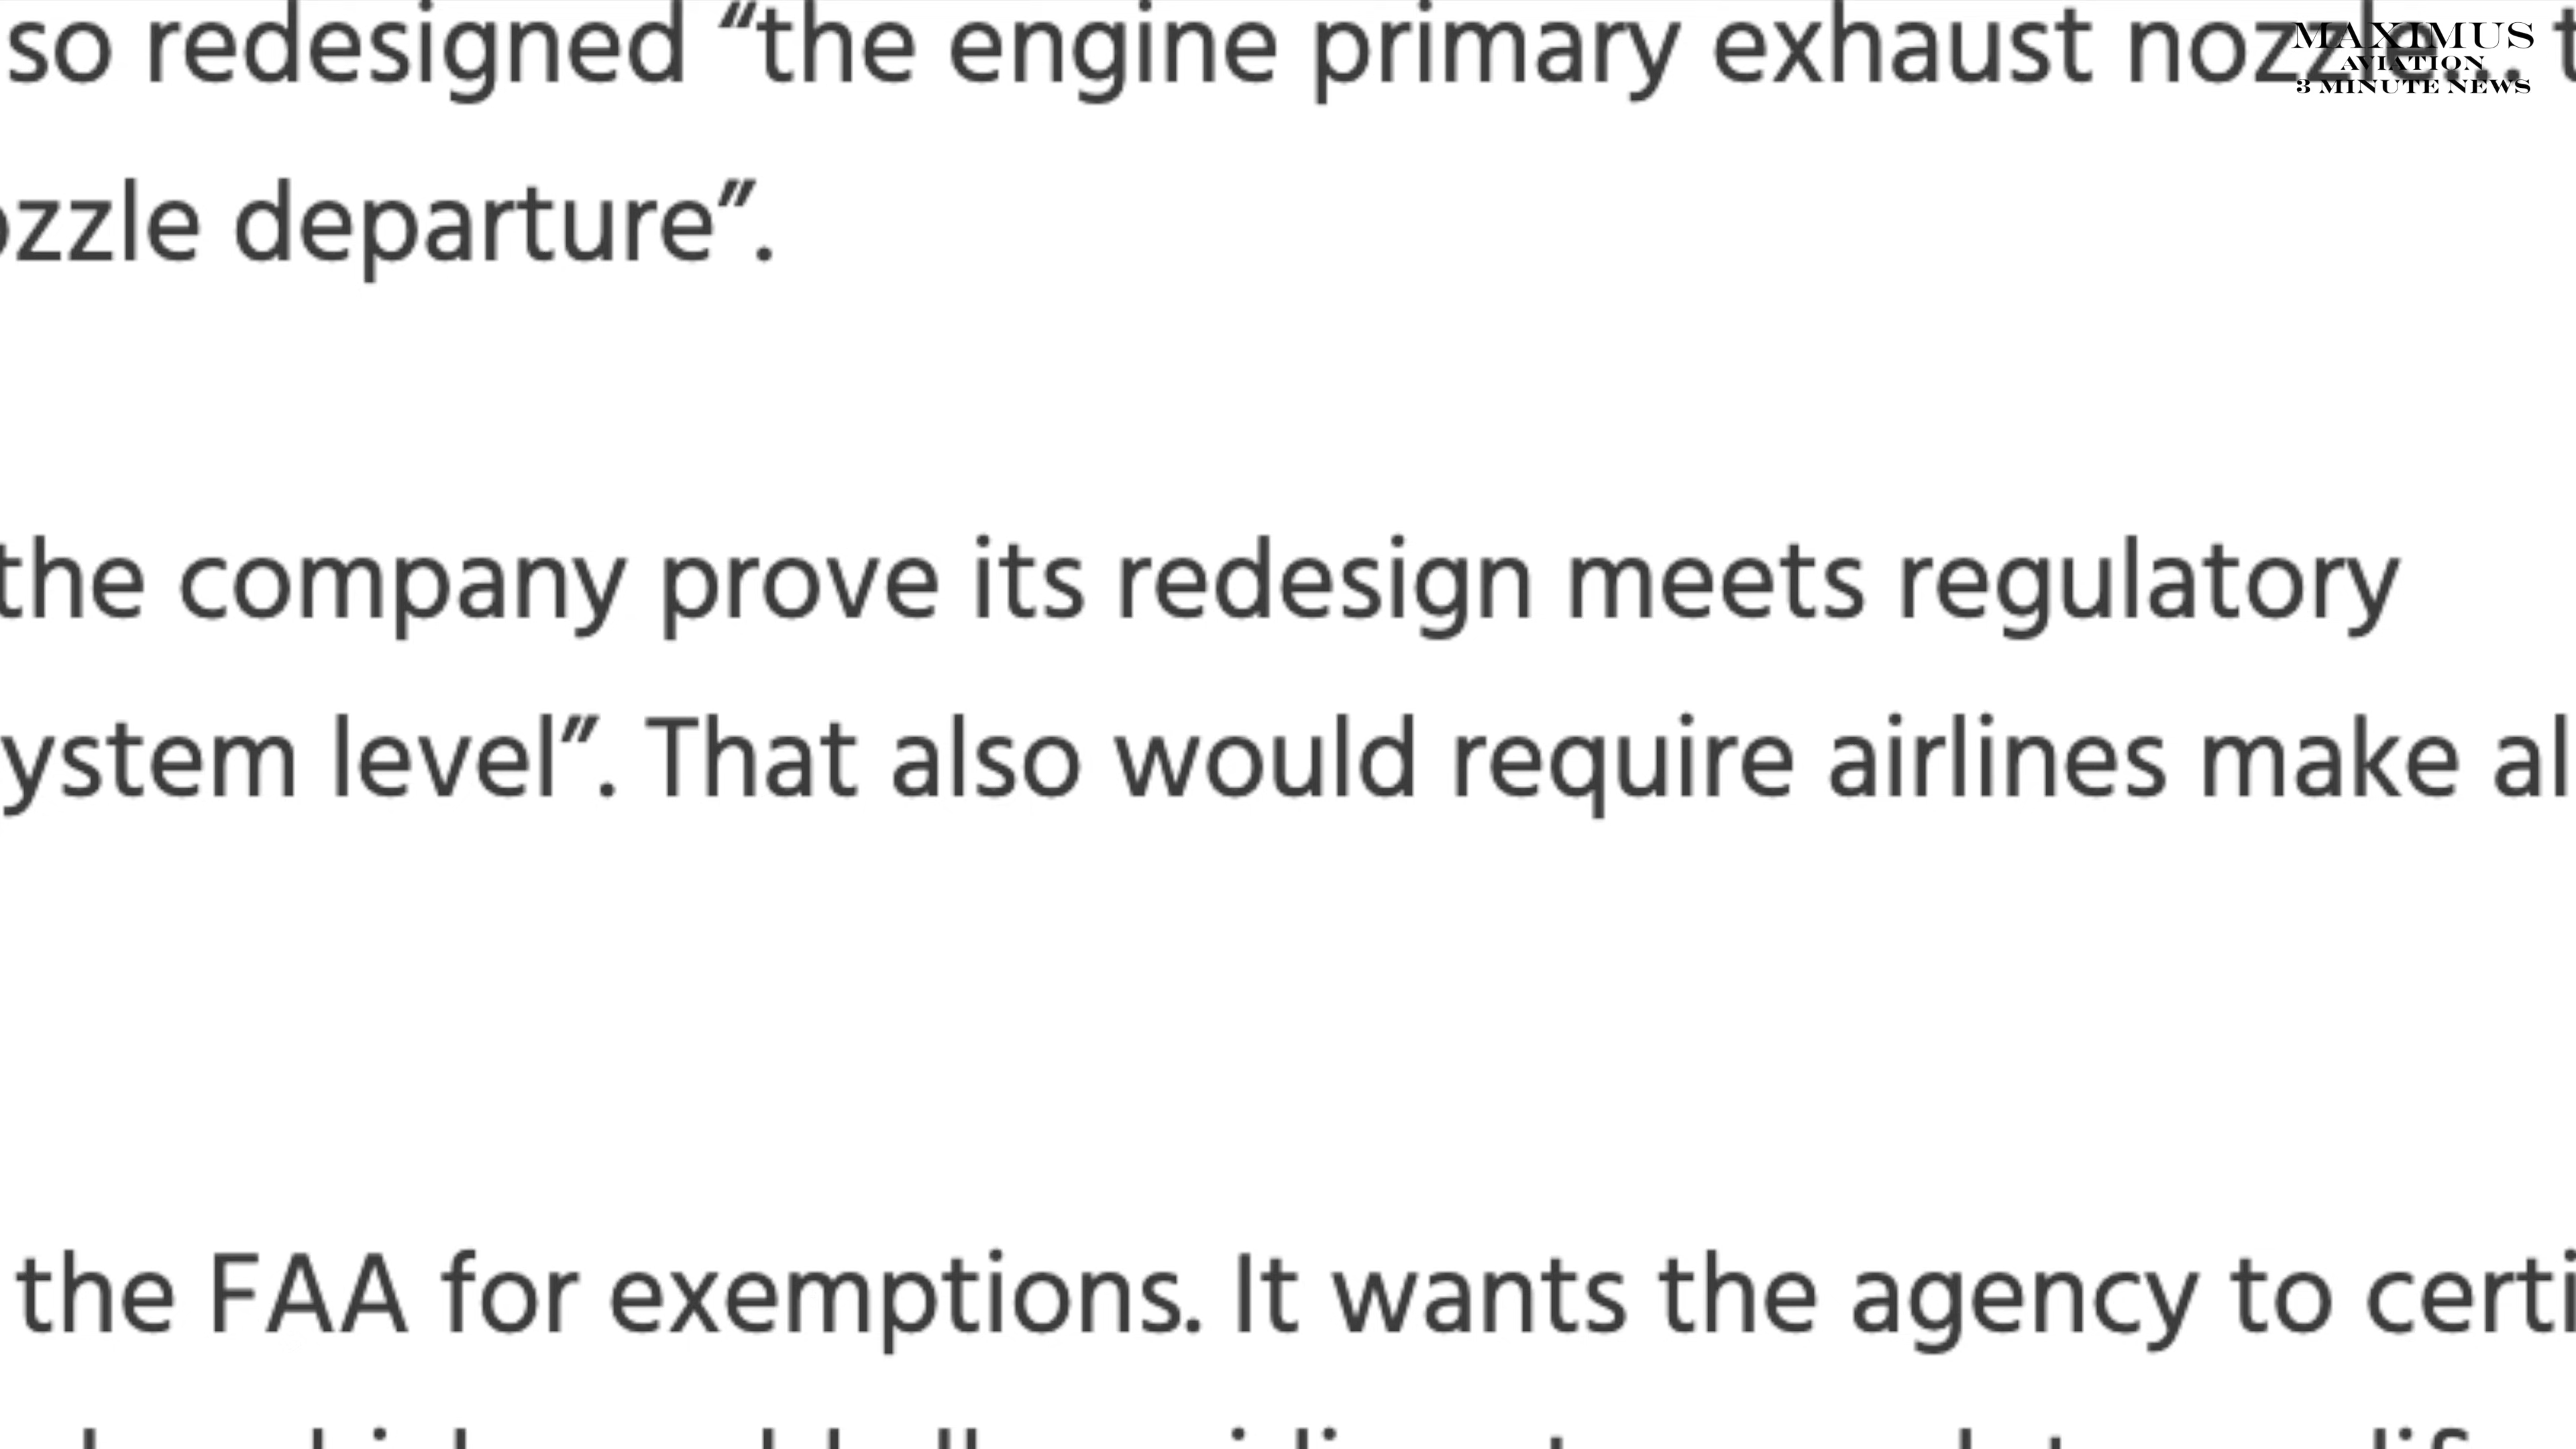 so redesigned “the engine primary exhaust nozzle...
MAXIMUS
AVIATION
3 MINUTE NEWS
ozzle departure”.
the company prove its redesign meets regulatory
ystem level”. That also would require airlines make al
the FAA for exemptions. It wants the agency to certi